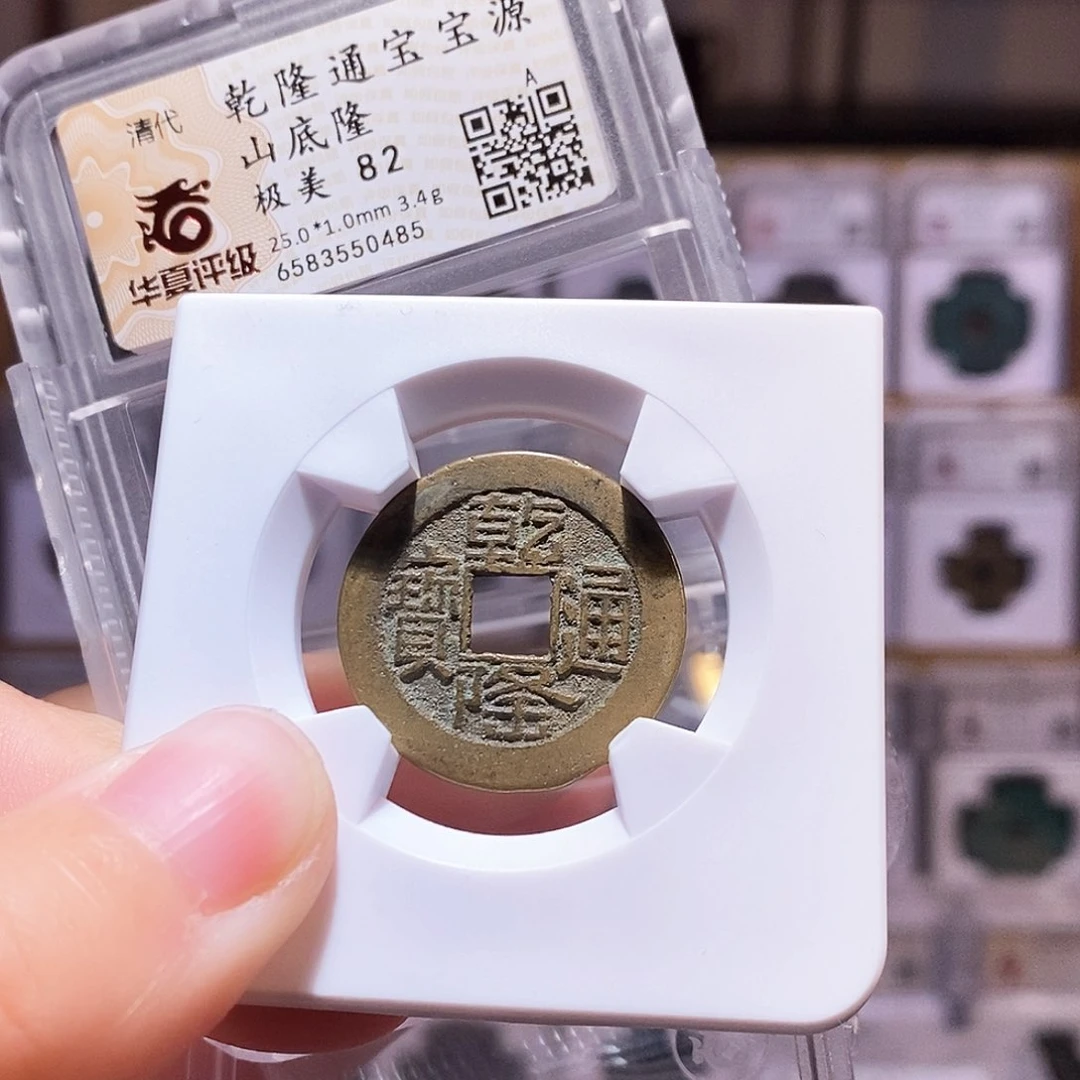 清代
乾隆通宝宝源
山底隆
极美 82
25.0*1.0mm 3.4g
6583550485
华夏评级
A
乾隆通寳